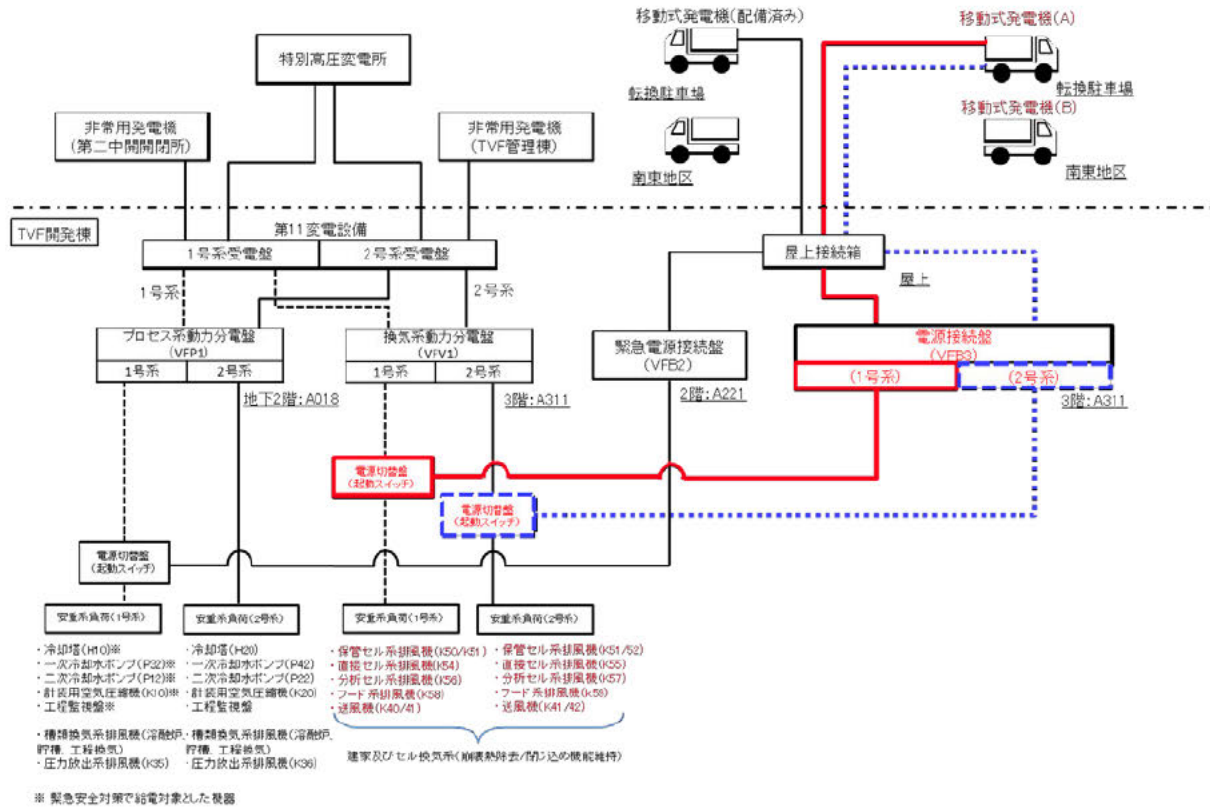 移動式発電機(配備済み)
移動式発電機(A)
特別高圧変電所
転換駐車場
転換駐車場
移動式発電機(B)
非常用発電機
(第二中間開閉所)
非常用発電機
(TVF管理棟)
南東地区
南東地区
TVF開発棟
第11変電設備
1号系受電盤
2号系受電盤
屋上接続箱
屋上
1号系
2号系
プロセス系動力分電盤
(VFP1)
1号系
2号系
換気系動力分電盤
(VFV1)
1号系
2号系
緊急電源接続盤
(VFB2)
電源接続盤
(VFB3)
(1号系)
(2号系)
地下2階:A018
3階:A311
2階:A221
3階:A311
電源切替盤
(起動スイッチ)
電源切替盤
(起動スイッチ)
電源切替盤
(起動スイッチ)
安重系負荷(1号系)
安重系負荷(2号系)
安重系負荷(1号系)
安重系負荷(2号系)
・冷却塔(H10)※
・一次冷却水ポンプ(P32)※
・二次冷却水ポンプ(P12)※
・計装用空気圧縮機(K10)※
・工程監視盤※
・槽類換気系排風機(溶融炉、
貯槽、工程換気)
・圧力放出系排風機(K35)
・冷却塔(H20)
・一次冷却水ポンプ(P42)
・二次冷却水ポンプ(P22)
・計装用空気圧縮機(K20)
・工程監視盤
・槽類換気系排風機(溶融炉、
貯槽、工程換気)
・圧力放出系排風機(K36)
・保管セル系排風機(K50/K51)
・直接セル系排風機(K54)
・分析セル系排風機(K56)
・フード系排風機(K58)
・送風機(K40/41)
・保管セル系排風機(K51/52)
・直接セル系排風機(K55)
・分析セル系排風機(K57)
・フード系排風機(k59)
・送風機(K41/42)
建家及びセル換気系(崩壊熱除去/閉じ込め機能維持)
※ 緊急安全対策で給電対象とした機器